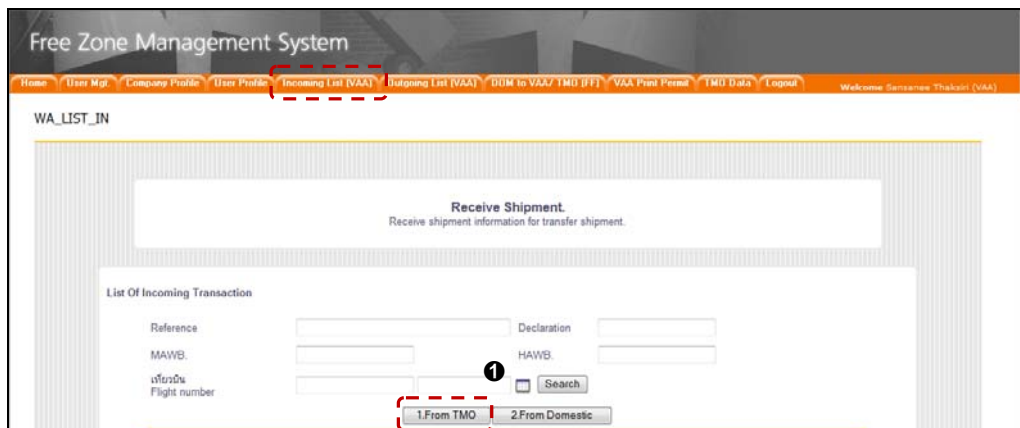 Free Zone Management System
Home User Mgt. Company Profile User Profile Incoming List (VAA) Outgoing List (VAA) DOM to VAA/ TMO (FF) VAA Print Permit TMO Data Logout Welcome Sansanee Thaksiri (VAA)
WA_LIST_IN
Receive Shipment.
Receive shipment information for transfer shipment.
List Of Incoming Transaction
Reference Declaration
MAWB. HAWB.
เที่ยวบิน
Flight number ❶ Search
1.From TMO 2.From Domestic